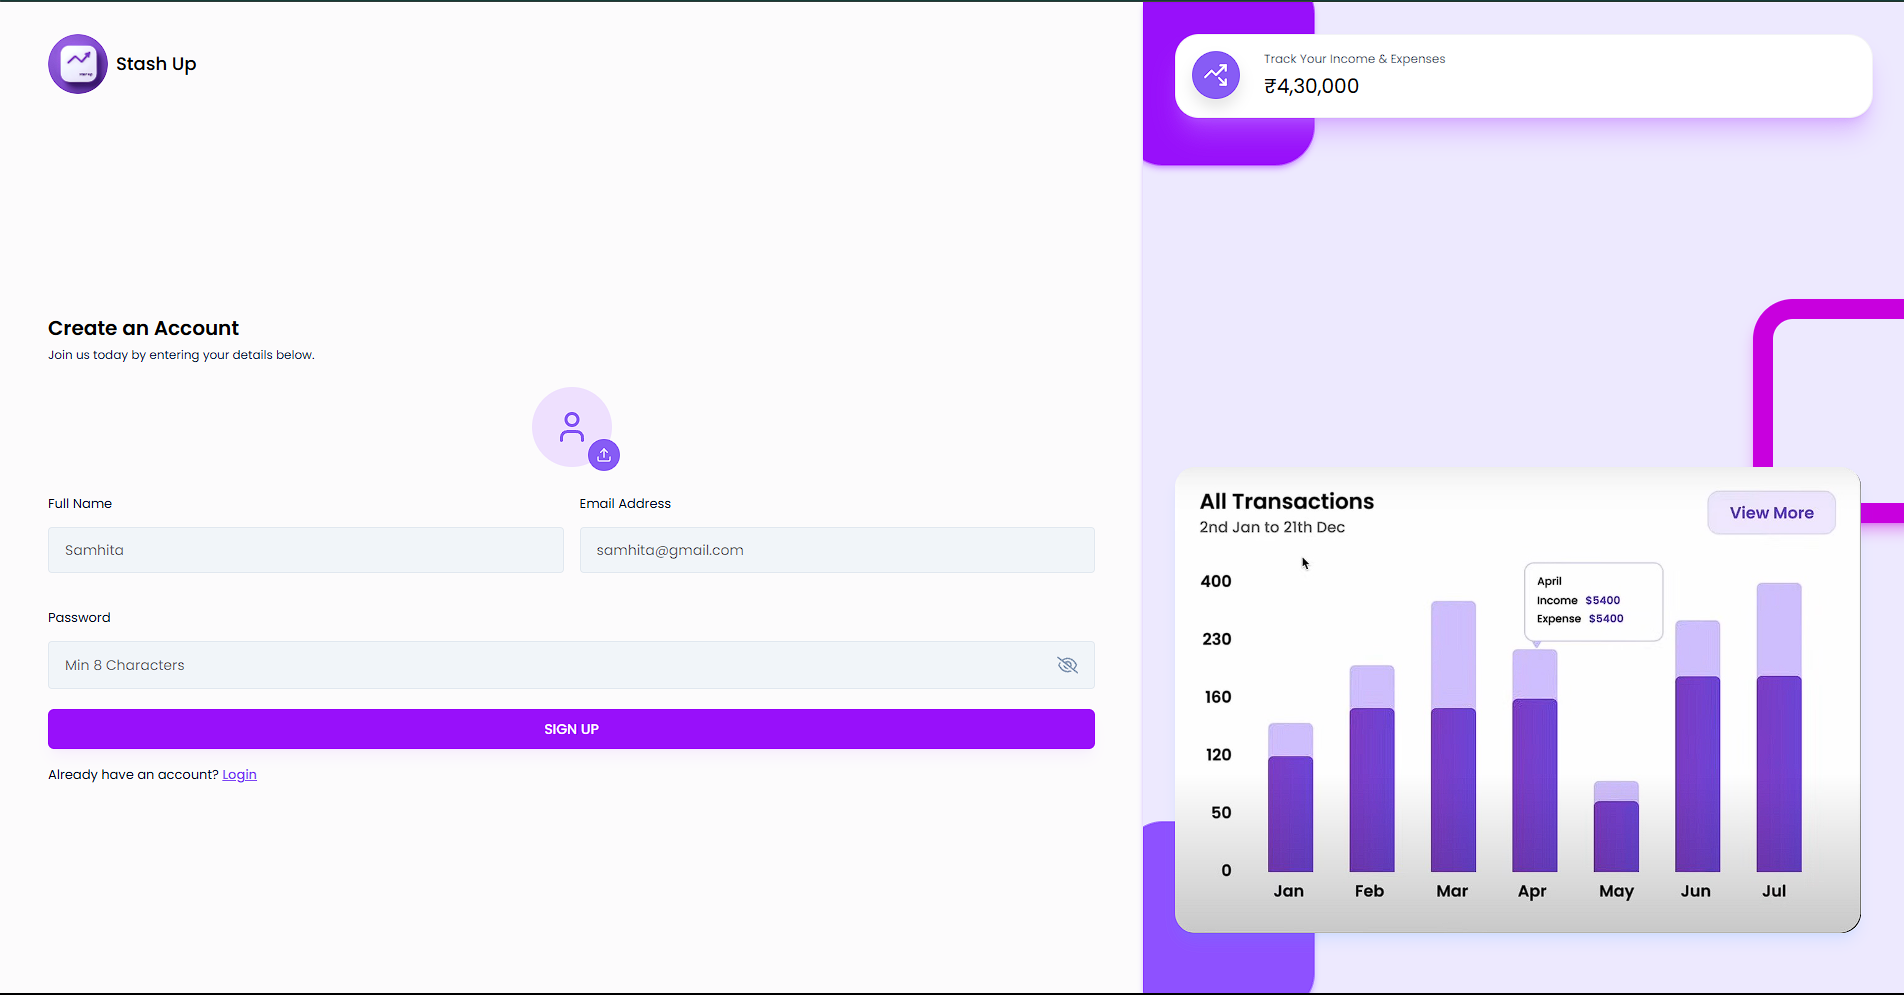 Stash Up
Create an Account
Join us today by entering your details below.
Full Name
Email Address
Samhita
samhita@gmail.com
Password
Min 8 Characters
SIGN UP
Already have an account? Login
Track Your Income & Expenses
₹4,30,000
All Transactions
2nd Jan to 21th Dec
View More
April
Income $5400
Expense $5400
400
230
160
120
50
0
Jan Feb Mar Apr May Jun Jul